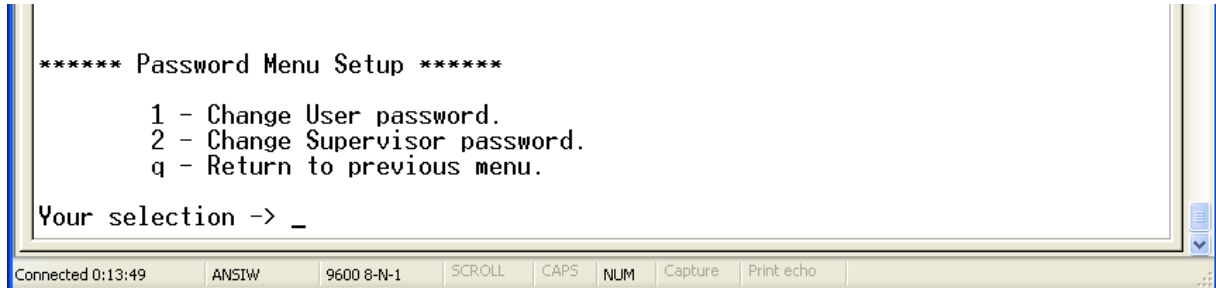 ****** Password Menu Setup ******
1 - Change User password.
2 - Change Supervisor password.
q - Return to previous menu.
Your selection -> _
Connected 0:13:49 ANSIW 9600 8-N-1 SCROLL CAPS NUM Capture Print echo